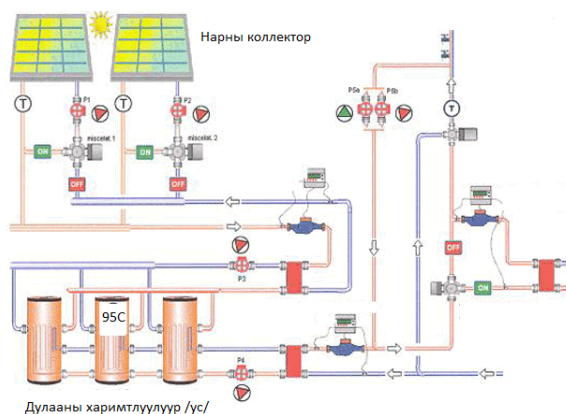 Нарны коллектор
T
T
P1
P2
miscelat. 1
miscelat. 2
ON
ON
OFF
OFF
P5a
P5b
T
OFF
ON
P3
95C
P4
Дулааны харимтлуулуур /ус/